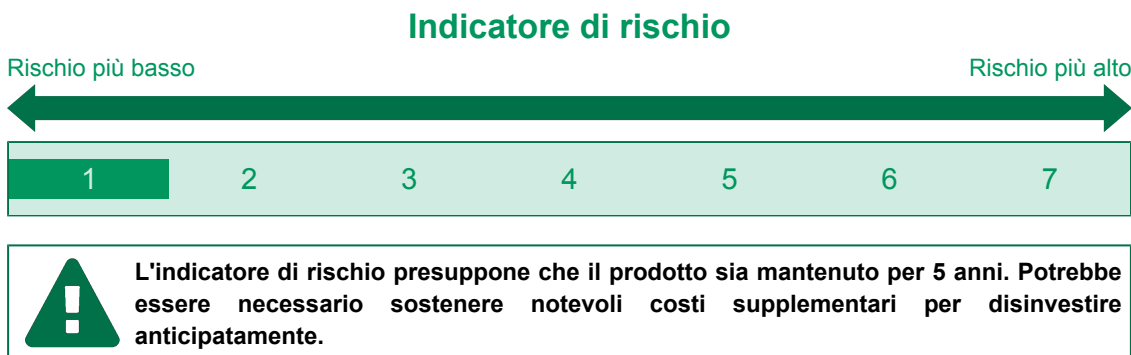 Indicatore di rischio
Rischio più basso
Rischio più alto
1 2 3 4 5 6 7
L'indicatore di rischio presuppone che il prodotto sia mantenuto per 5 anni. Potrebbe
essere necessario sostenere notevoli costi supplementari per disinvestire
anticipatamente.